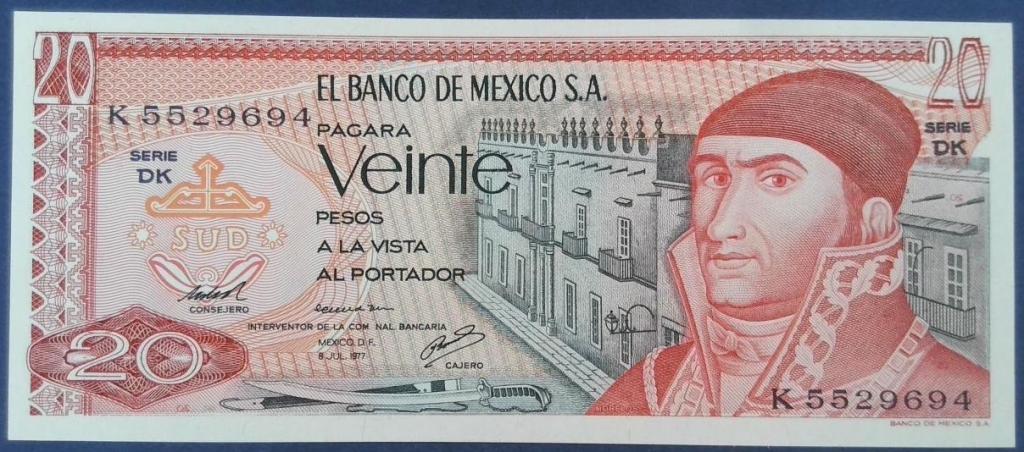 20
20
EL BANCO DE MEXICO S.A.
K 5529694
PAGARA
SERIE
DK
SERIE
DK
Veinte
PESOS
SUD
A LA VISTA
AL PORTADOR
CONSEJERO
INTERVENTOR DE LA COM NAL. BANCARIA
MEXICO, D. F.
8 JUL. 1977
CAJERO
20
MORELOS
K 5529694
BANCO DE MEXICO S.A.